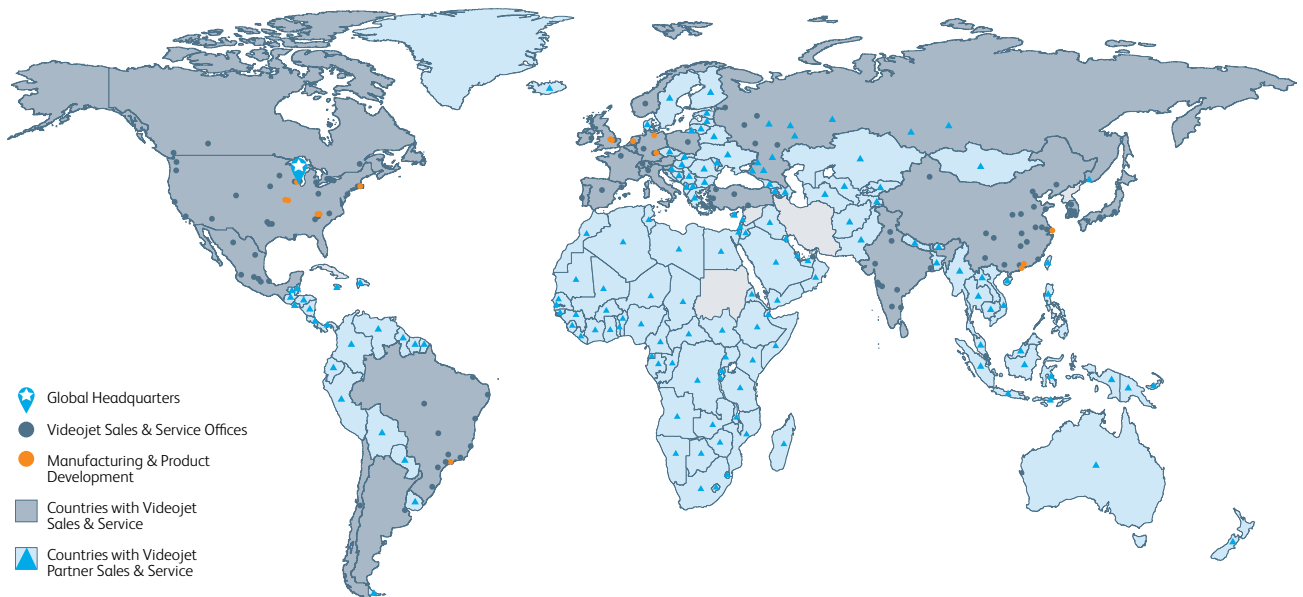 Global Headquarters
Videojet Sales & Service Offices
Manufacturing & Product
Development
Countries with Videojet
Sales & Service
Countries with Videojet
Partner Sales & Service